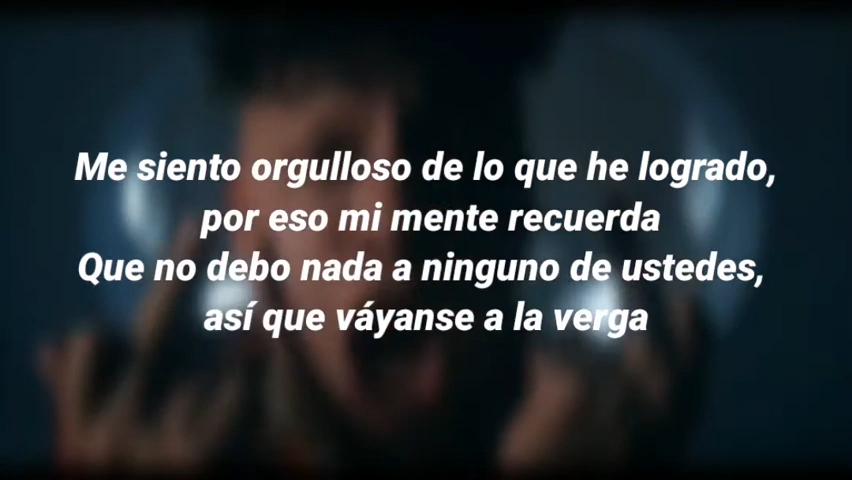 Me siento orgulloso de lo que he logrado,
por eso mi mente recuerda
Que no debo nada a ninguno de ustedes,
así que váyanse a la verga